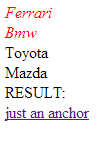 Ferrari
Bmw
Toyota
Mazda
RESULT:
just an anchor